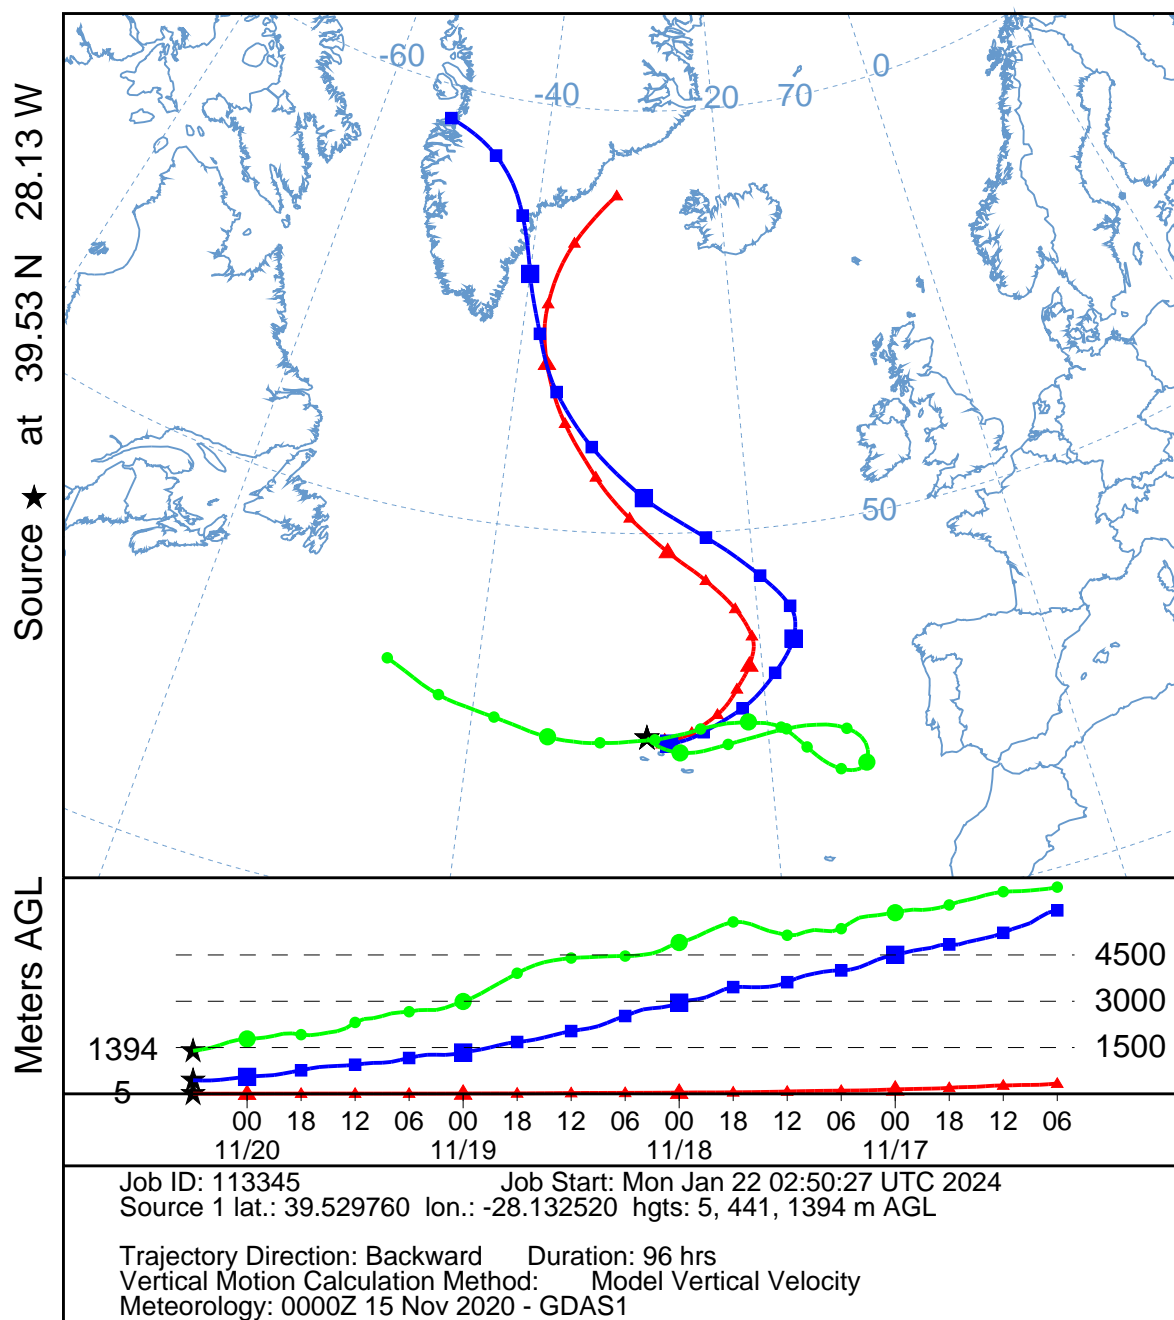 Source ★ at 39.53 N 28.13 W
-60
-40
-20
70
0
50
Meters AGL
4500
3000
1500
1394
5
00 18 12 06 00 18 12 06 00 18 12 06 00 18 12 06
11/20 11/19 11/18 11/17
Job ID: 113345 Job Start: Mon Jan 22 02:50:27 UTC 2024
Source 1 lat.: 39.529760 lon.: -28.132520 hgts: 5, 441, 1394 m AGL
Trajectory Direction: Backward Duration: 96 hrs
Vertical Motion Calculation Method: Model Vertical Velocity
Meteorology: 0000Z 15 Nov 2020 - GDAS1